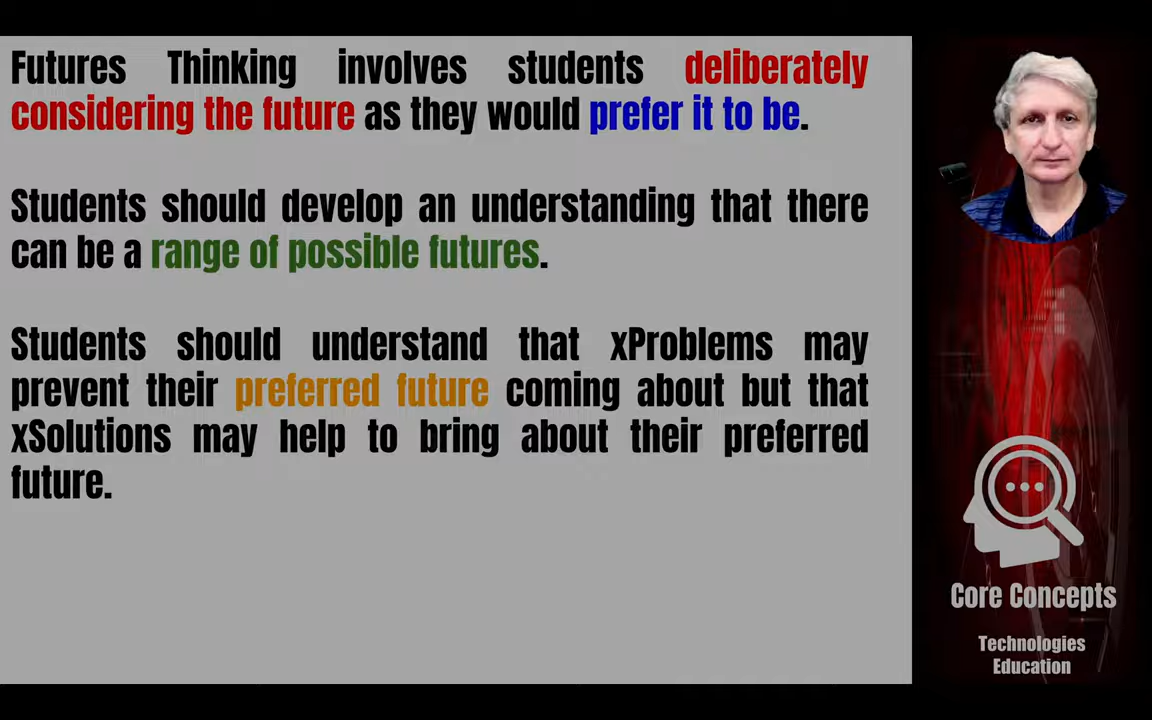 Futures Thinking involves students deliberately
considering the future as they would prefer it to be.
Students should develop an understanding that there
can be a range of possible futures.
Students should understand that xProblems may
prevent their preferred future coming about but that
xSolutions may help to bring about their preferred
future.
Core Concepts
Technologies
Education